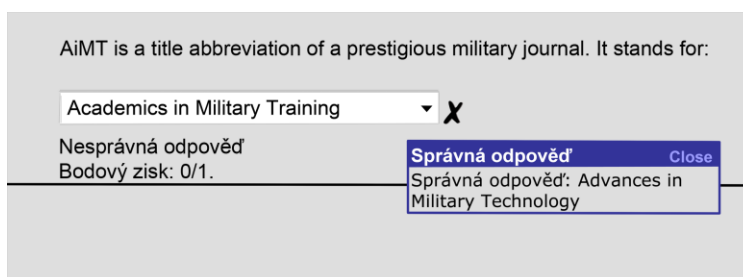 AiMT is a title abbreviation of a prestigious military journal. It stands for:
Academics in Military Training
Nesprávná odpověď
Bodový zisk: 0/1.
Správná odpověď Close
Správná odpověď: Advances in
Military Technology